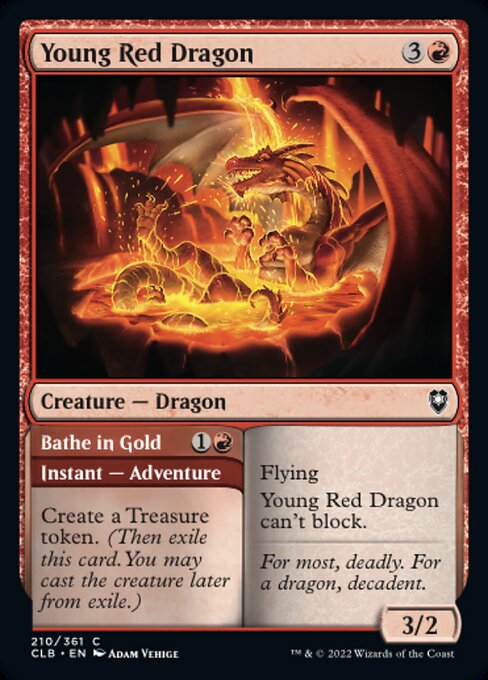 Young Red Dragon 3
Creature — Dragon
Bathe in Gold 1
Instant — Adventure
Create a Treasure
token. (Then exile
this card. You may
cast the creature later
from exile.)
Flying
Young Red Dragon
can't block.
For most, deadly. For
a dragon, decadent.
3/2
210/361 C
CLB • EN Adam Vehige
™ & © 2022 Wizards of the Coast